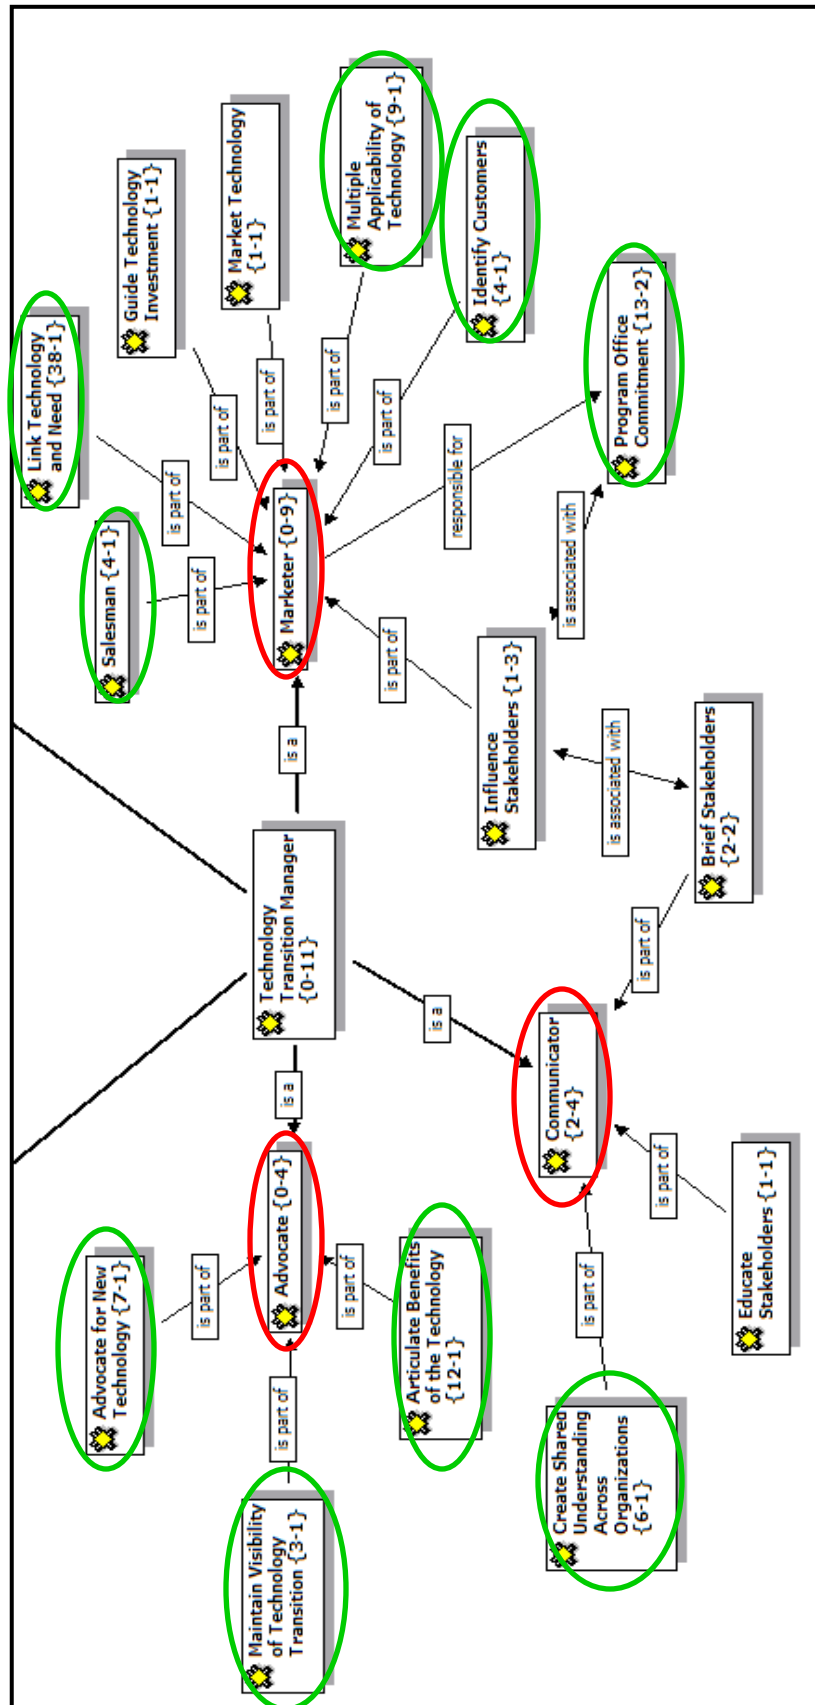 Link Technology
and Need {38-1}
Guide Technology
Investment {1-1}
Market Technology
{1-1}
Multiple
Applicability of
Technology {9-1}
Identify Customers
{4-1}
Salesman {4-1}
is part of
is part of
is part of
is part of
is part of
is part of
Marketer {0-9}
responsible for
Program Office
Commitment {13-2}
is associated with
is part of
Influence
Stakeholders {1-3}
is associated with
Brief Stakeholders
{2-2}
is a
Technology
Transition Manager
{0-11}
is a
is a
is part of
Communicator
{2-4}
is part of
Educate
Stakeholders {1-1}
is part of
Create Shared
Understanding
Across
Organizations
{6-1}
Advocate {0-4}
is part of
Advocate for New
Technology {7-1}
is part of
Articulate Benefits
of the Technology
{12-1}
is part of
Maintain Visibility
of Technology
Transition {3-1}